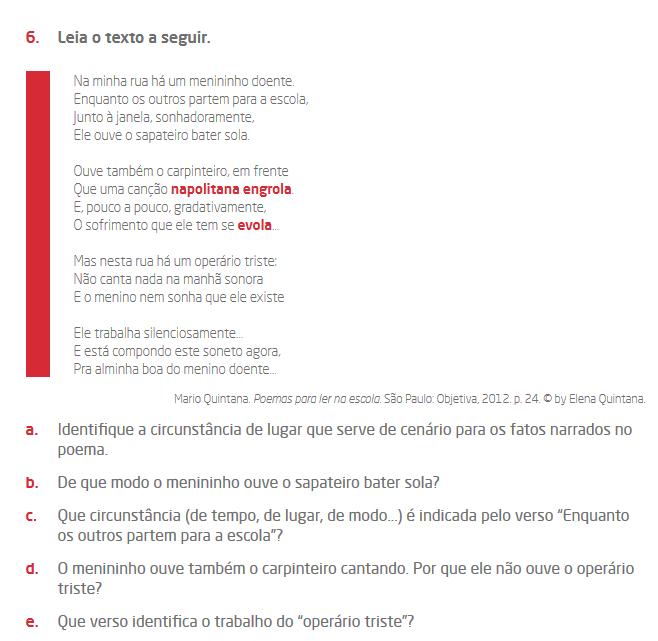 6. Leia o texto a seguir.
Na minha rua há um menininho doente.
Enquanto os outros partem para a escola,
Junto à janela, sonhadoramente,
Ele ouve o sapateiro bater sola.
Ouve também o carpinteiro, em frente
Que uma canção napolitana engrola.
E, pouco a pouco, gradativamente,
O sofrimento que ele tem se evola...
Mas nesta rua há um operário triste:
Não canta nada na manhã sonora
E o menino nem sonha que ele existe
Ele trabalha silenciosamente...
E está compondo este soneto agora,
Pra alminha boa do menino doente...
Mario Quintana. Poemas para ler na escola. São Paulo: Objetiva, 2012. p. 24. © by Elena Quintana.
a. Identifique a circunstância de lugar que serve de cenário para os fatos narrados no
poema.
b. De que modo o menininho ouve o sapateiro bater sola?
c. Que circunstância (de tempo, de lugar, de modo...) é indicada pelo verso “Enquanto
os outros partem para a escola”?
d. O menininho ouve também o carpinteiro cantando. Por que ele não ouve o operário
triste?
e. Que verso identifica o trabalho do “operário triste”?